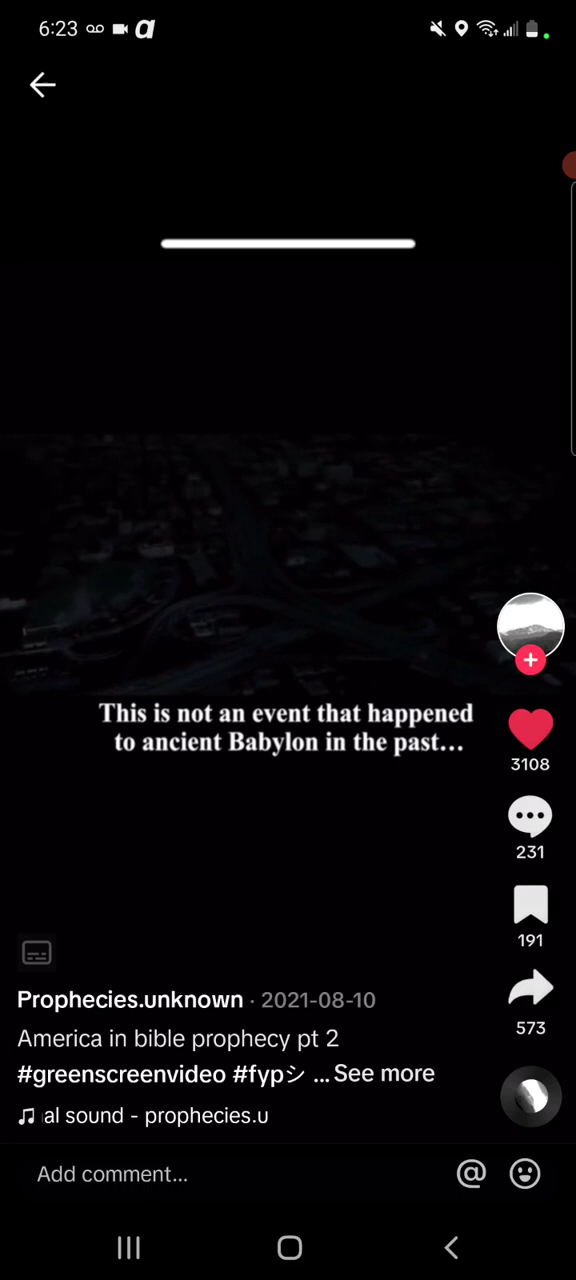 6:23
This is not an event that happened
to ancient Babylon in the past...
3108
231
191
573
Prophecies.unknown · 2021-08-10
America in bible prophecy pt 2
#greenscreenvideo #fypシ ... See more
al sound - prophecies.u
Add comment...